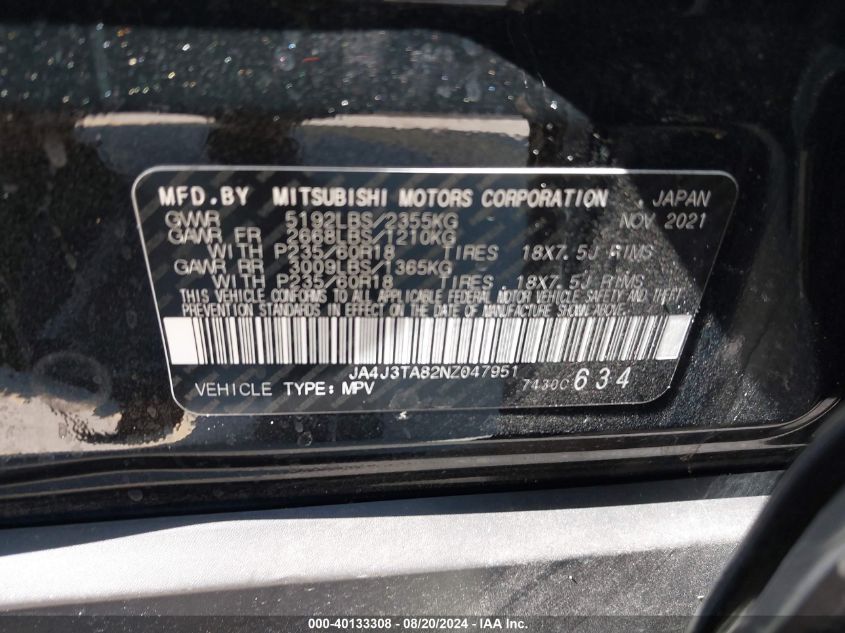 MFD.BY MITSUBISHI MOTORS CORPORATION JAPAN
GVWR 5192LBS/2355KG NOV 2021
GAWR FR 2668LBS/1210KG
WITH P235/60R18 TIRES 18X7.5J RIMS
GAWR RR 3009LBS/1365KG
WITH P235/60R18 TIRES, 18X7.5J RIMS
THIS VEHICLE CONFORMS TO ALL APPLICABLE FEDERAL MOTOR VEHICLE SAFETY AND THEFT
PREVENTION STANDARDS IN EFFECT ON THE DATE OF MANUFACTURE SHOWN ABOVE.
JA4J3TA82NZ047951
VEHICLE TYPE: MPV 7430C 634
000-40133308 - 08/20/2024 - IAA Inc.